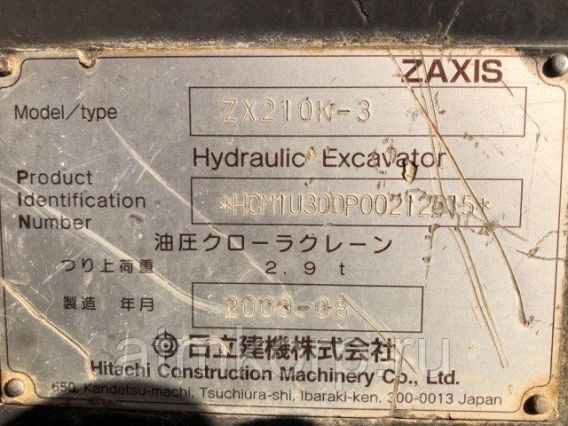 ZAXIS
Model/type ZX210K-3
Hydraulic Excavator
Product
Identification
Number
油圧クローラクレーン
つり上荷重 2.9 t
製造 年月 2009-08
日立建機株式会社
Hitachi Construction Machinery Co., Ltd.
650, Kandatsu-machi, Tsuchiura-shi, Ibaraki-ken, 300-0013 Japan